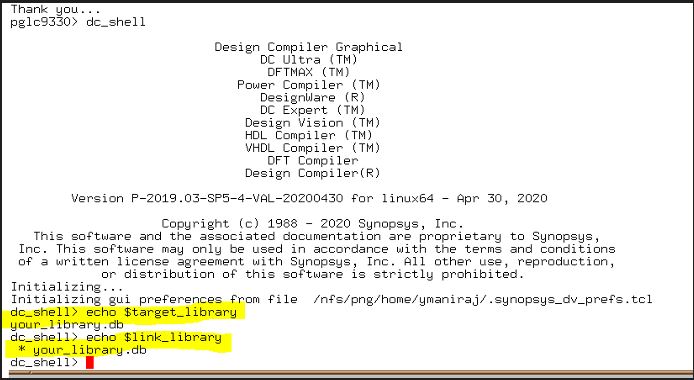 Thank you...
pglc9330> dc_shell
Design Compiler Graphical
DC Ultra (TM)
DFTMAX (TM)
Power Compiler (TM)
DesignWare (R)
DC Expert (TM)
Design Vision (TM)
HDL Compiler (TM)
VHDL Compiler (TM)
DFT Compiler
Design Compiler(R)
Version P-2019.03-SP5-4-VAL-20200430 for linux64 - Apr 30, 2020
Copyright (c) 1988 - 2020 Synopsys, Inc.
This software and the associated documentation are proprietary to Synopsys,
Inc. This software may only be used in accordance with the terms and conditions
of a written license agreement with Synopsys, Inc. All other use, reproduction,
or distribution of this software is strictly prohibited.
Initializing...
Initializing gui preferences from file  /nfs/png/home/ymaniraj/.synopsys_dv_prefs.tcl
dc_shell> echo $target_library
your_library.db
dc_shell> echo $link_library
* your_library.db
dc_shell>